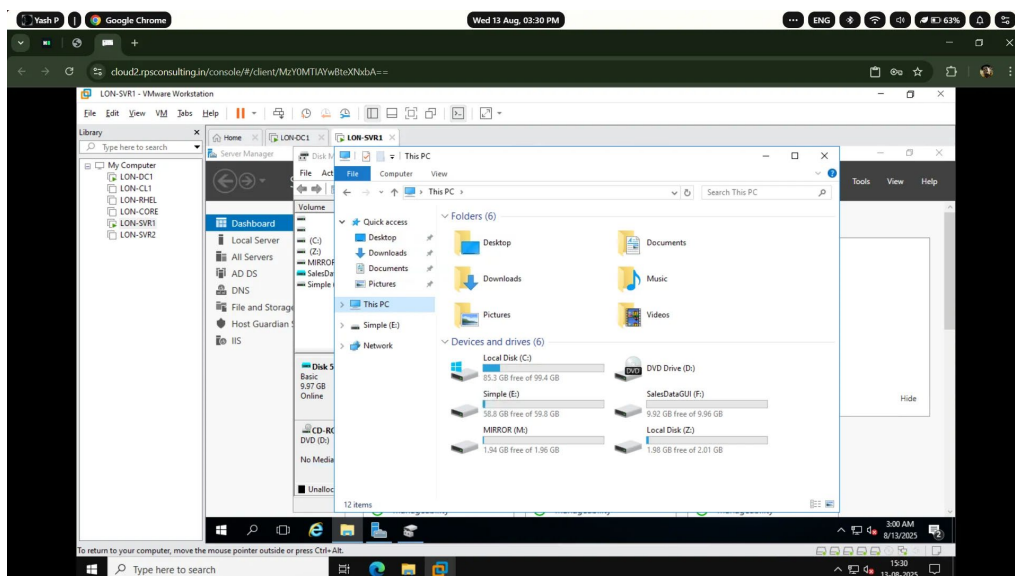 Yash P
Google Chrome
Wed 13 Aug, 03:30 PM
ENG
63%
cloud2.rpsconsulting.in/console/#/client/MzY0MTIAYwBteXNxbA==
LON-SVR1 - VMware Workstation
File Edit View VM Tabs Help
Library
Type here to search
My Computer
LON-DC1
LON-CL1
LON-RHEL
LON-CORE
LON-SVR1
LON-SVR2
Home
LON-DC1
LON-SVR1
Server Manager
Tools View Help
Dashboard
Local Server
All Servers
AD DS
DNS
File and Storage
Host Guardian
IIS
Hide
Disk M
File Act
Volume
(C:)
(Z:)
MIRROR
SalesDa
Simple
Disk 5
Basic
9.97 GB
Online
CD-RO
DVD (D:)
No Media
Unalloc
This PC
File Computer View
This PC
Search This PC
Quick access
Desktop
Downloads
Documents
Pictures
This PC
Simple (E:)
Network
Folders (6)
Desktop
Documents
Downloads
Music
Pictures
Videos
Devices and drives (6)
Local Disk (C:)
85.3 GB free of 99.4 GB
DVD
DVD Drive (D:)
Simple (E:)
58.8 GB free of 59.8 GB
SalesDataGUI (F:)
9.92 GB free of 9.96 GB
MIRROR (M:)
1.94 GB free of 1.96 GB
Local Disk (Z:)
1.98 GB free of 2.01 GB
12 items
3:00 AM
8/13/2025
2
To return to your computer, move the mouse pointer outside or press Ctrl+Alt.
Type here to search
15:30
13-08-2025